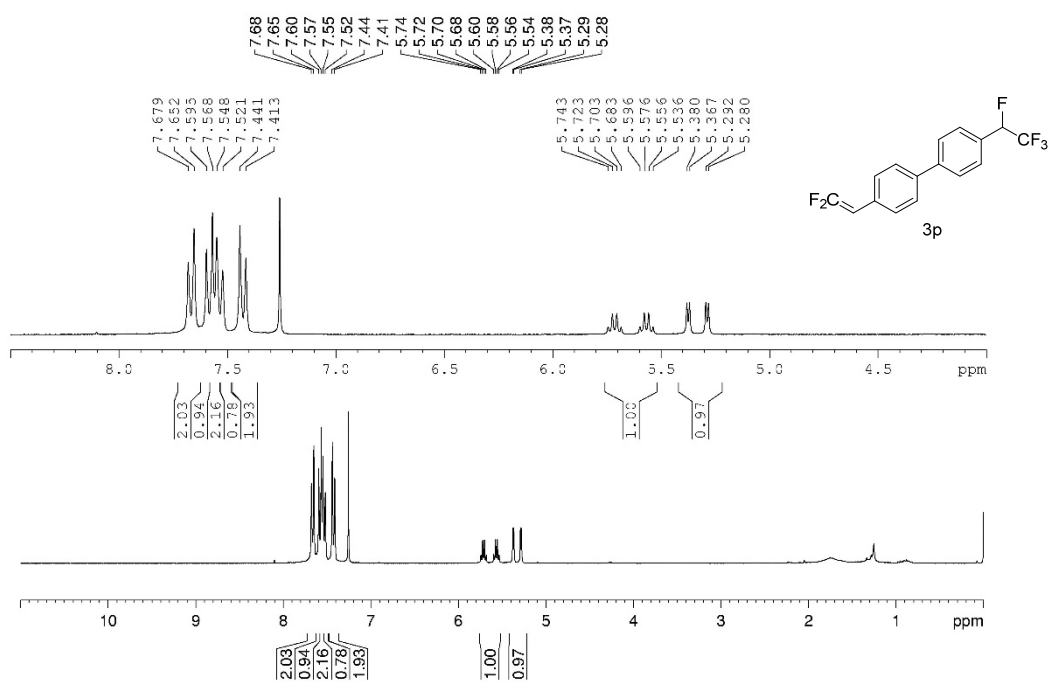 7.68 7.65 7.60 7.57 7.55 7.52 7.44 7.41 5.74 5.72 5.70 5.68 5.60 5.58 5.56 5.54 5.38 5.37 5.29 5.28
7.679 7.652 7.595 7.568 7.548 7.521 7.441 7.413 5.743 5.723 5.703 5.683 5.596 5.576 5.556 5.536 5.380 5.367 5.292 5.280
F
CF3
F2C
3p
8.0 7.5 7.0 6.5 6.0 5.5 5.0 4.5 ppm
2.03 0.94 2.16 0.78 1.93 1.00 0.97
10 9 8 7 6 5 4 3 2 1 ppm
2.03 0.94 2.16 0.78 1.93 1.00 0.97